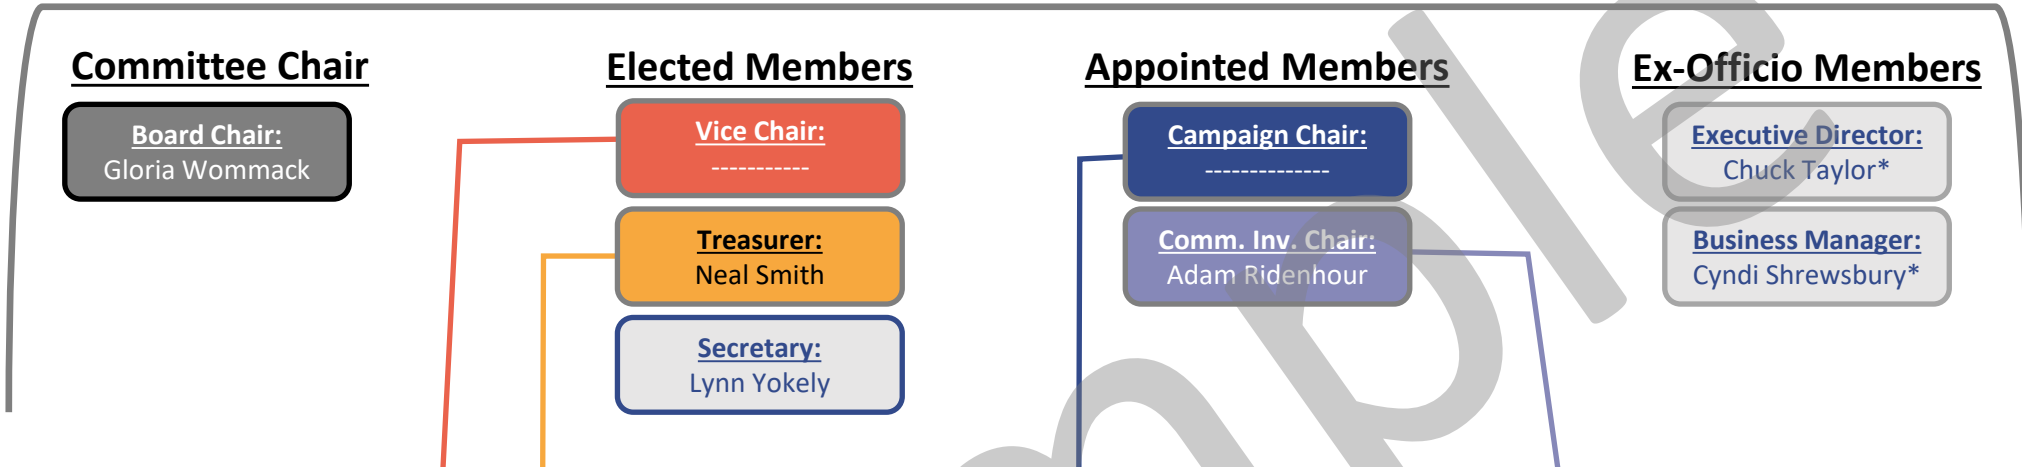 Committee Chair
Board Chair:
Gloria Wommack
Elected Members
Vice Chair:
-----------
Treasurer:
Neal Smith
Secretary:
Lynn Yokely
Appointed Members
Campaign Chair:
--------------
Comm. Inv. Chair:
Adam Ridenhour
Ex-Officio Members
Executive Director:
Chuck Taylor*
Business Manager:
Cyndi Shrewsbury*